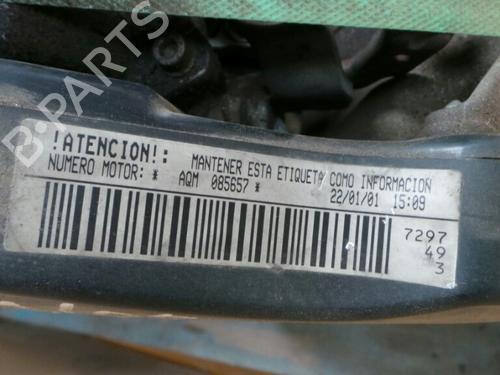 B-PARTS
!ATENCION!: MANTENER ESTA ETIQUETA COMO INFORMACION
NUMERO MOTOR: * AQM 085657 * 22/01/01 15:09
7297
49
3